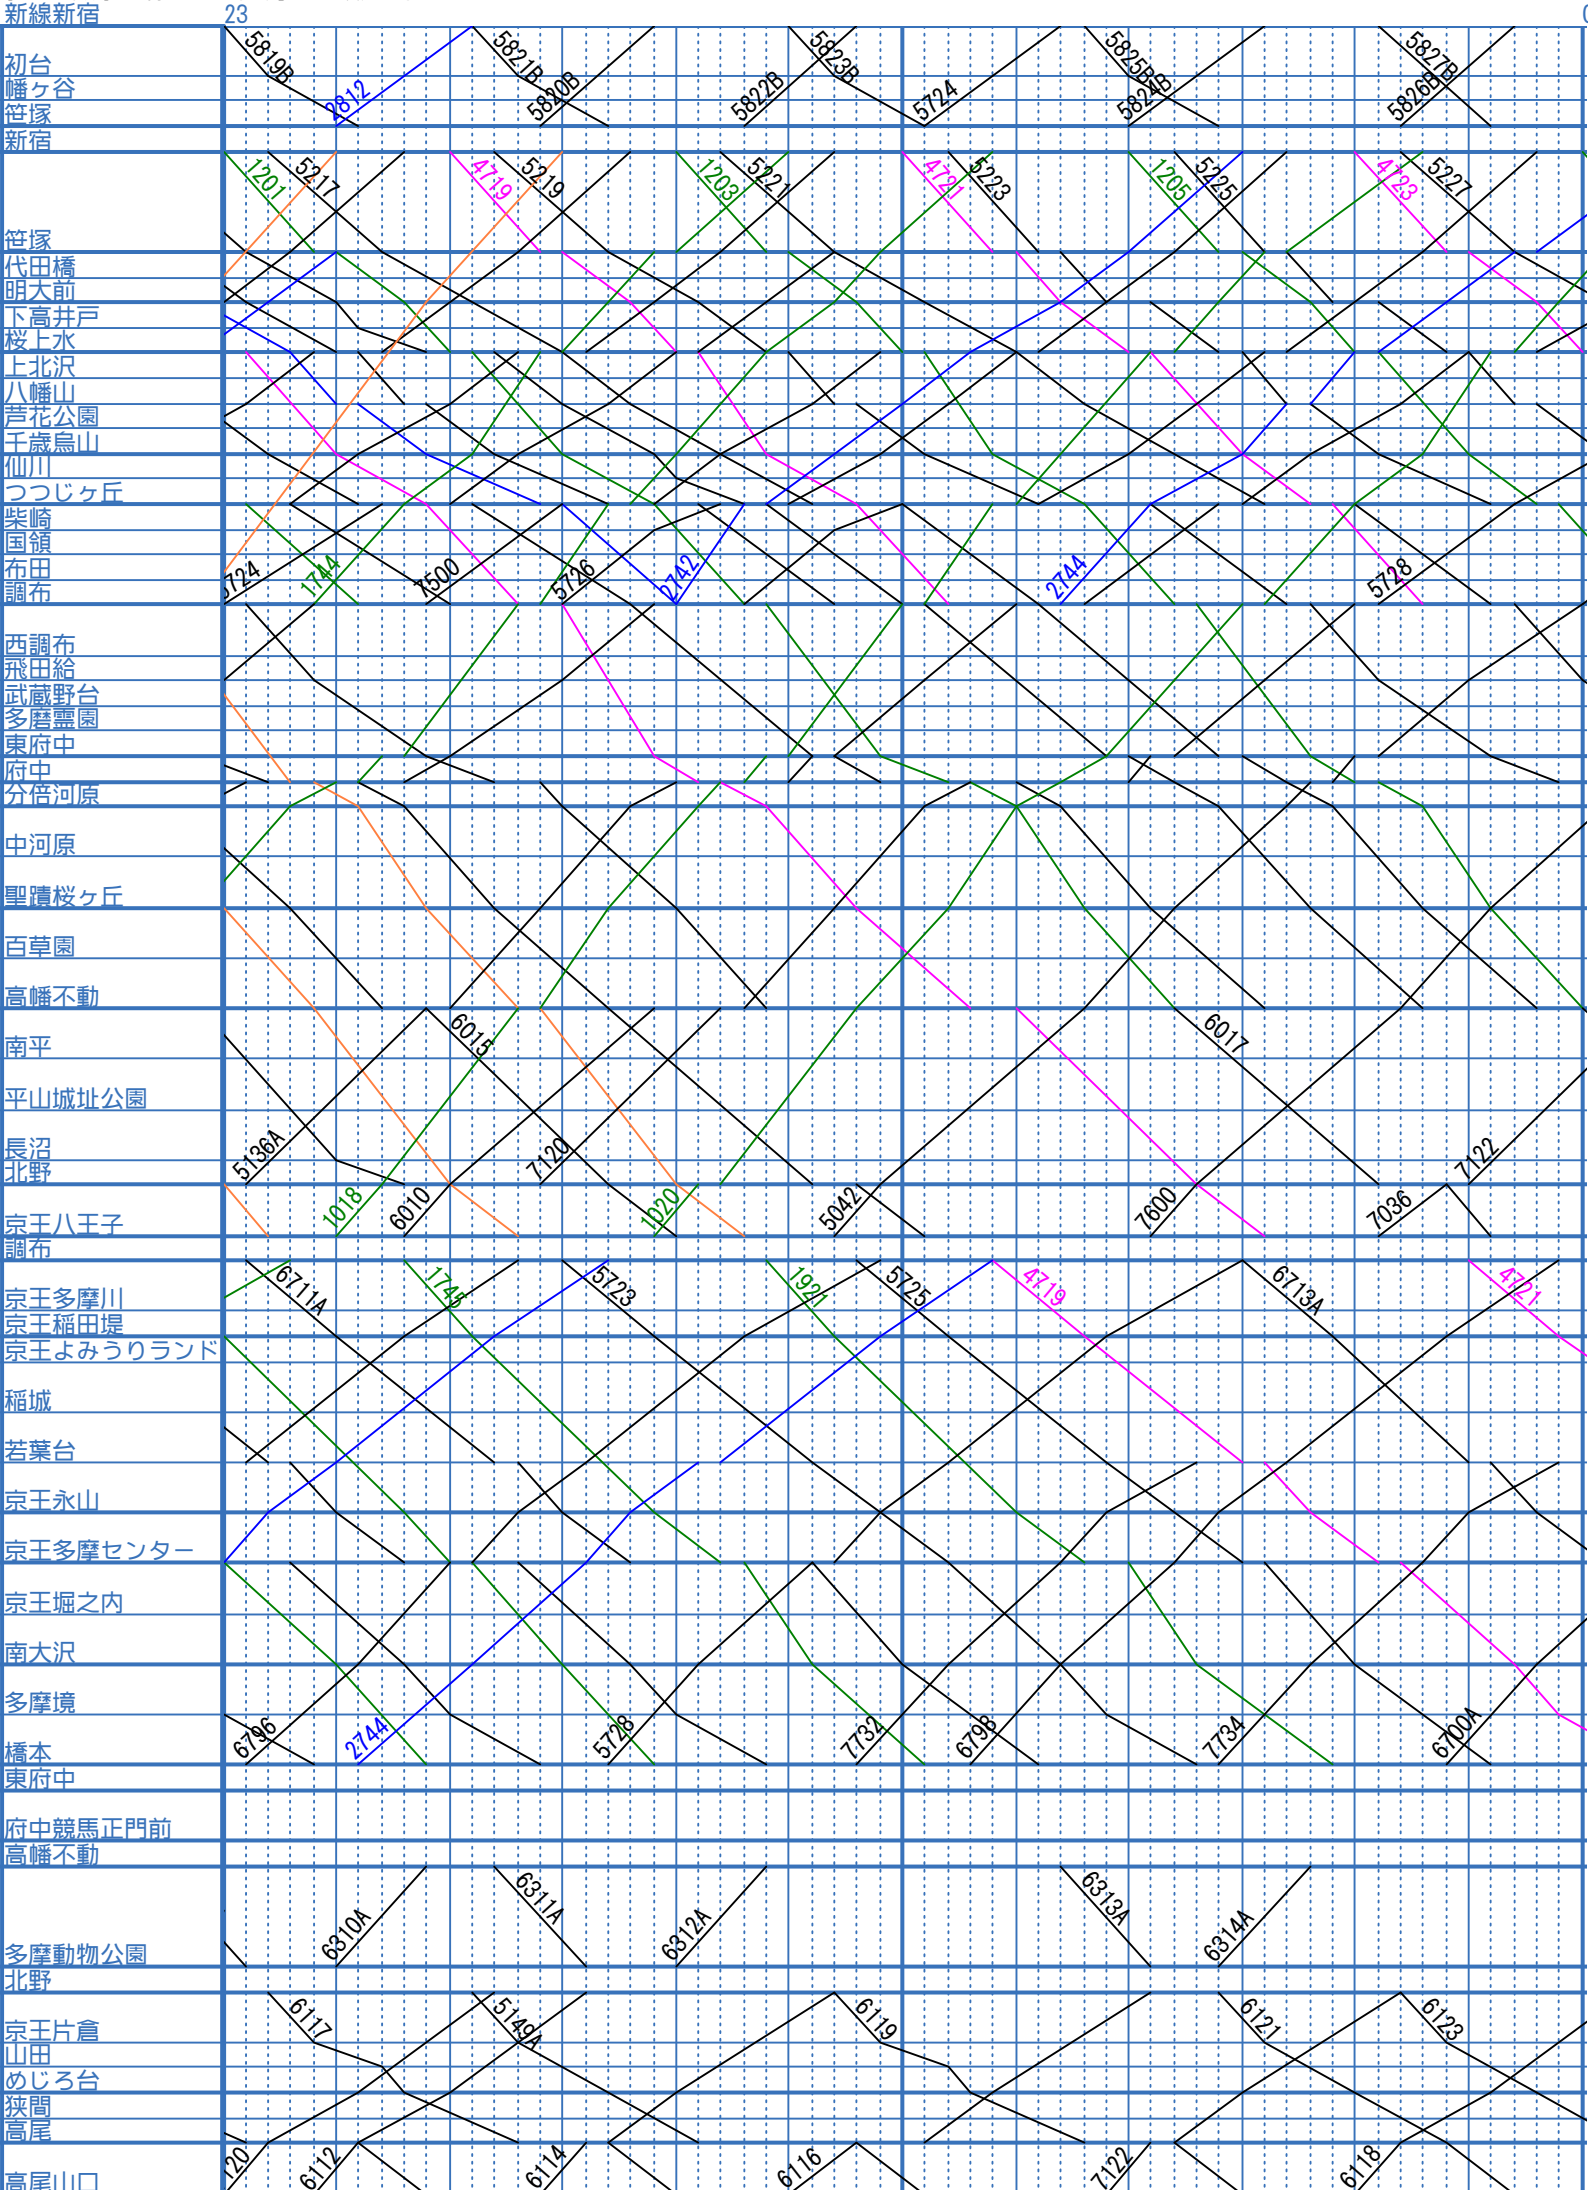 新線新宿 23
初台 5819B 5821B 5823B 5825B 5827B
幡ヶ谷 2812 5820B 5822B 5724 5824B 5826B
笹塚
新宿
1201 5217 4719 5219 1203 5221 4721 5223 1205 5225 4723 5227
笹塚
代田橋
明大前
下高井戸
桜上水
上北沢
八幡山
芦花公園
千歳烏山
仙川
つつじヶ丘
柴崎
国領
布田 5724 1744 7500 5726 2742 2744 5728
調布
西調布
飛田給
武蔵野台
多磨霊園
東府中
府中
分倍河原
中河原
聖蹟桜ヶ丘
百草園
高幡不動
南平 6015 6017
平山城址公園
長沼 5136A 7120 7122
北野
京王八王子 1018 6010 1020 5042 7600 7036
調布
京王多摩川 6711A 1745 5723 1921 5725 4719 6713A 4721
京王稲田堤
京王よみうりランド
稲城
若葉台
京王永山
京王多摩センター
京王堀之内
南大沢
多摩境
橋本 6796 2744 5728 7732 6798 7734 6700A
東府中
府中競馬正門前
高幡不動
6310A 6311A 6312A 6313A 6314A
多摩動物公園
北野
京王片倉 6117 5149A 6119 6121 6123
山田
めじろ台
狭間
高尾
高尾山口 120 6112 6114 6116 7122 6118